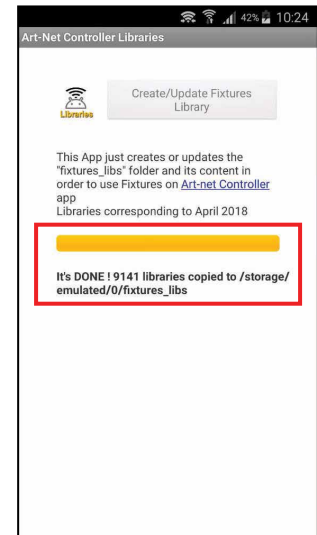 42% 10:24
Art-Net Controller Libraries
Libraries
Create/Update Fixtures
Library
This App just creates or updates the
"fixtures_libs" folder and its content in
order to use Fixtures on Art-net Controller
app
Libraries corresponding to April 2018
It's DONE ! 9141 libraries copied to /storage/
emulated/0/fixtures_libs